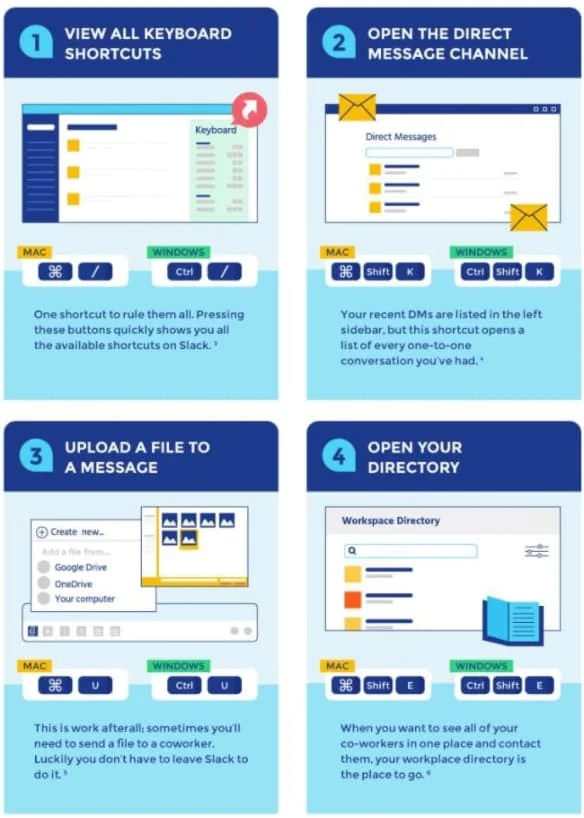 1
VIEW ALL KEYBOARD
SHORTCUTS
Keyboard
MAC
⌘ /
WINDOWS
Ctrl /
One shortcut to rule them all. Pressing
these buttons quickly shows you all
the available shortcuts on Slack. ³
2
OPEN THE DIRECT
MESSAGE CHANNEL
Direct Messages
MAC
⌘ Shift K
WINDOWS
Ctrl Shift K
Your recent DMs are listed in the left
sidebar, but this shortcut opens a
list of every one-to-one
conversation you've had. ⁴
3
UPLOAD A FILE TO
A MESSAGE
Create new...
Add a file from...
Google Drive
OneDrive
Your computer
MAC
⌘ U
WINDOWS
Ctrl U
This is work afterall; sometimes you'll
need to send a file to a coworker.
Luckily you don't have to leave Slack to
do it. ⁵
4
OPEN YOUR
DIRECTORY
Workspace Directory
MAC
⌘ Shift E
WINDOWS
Ctrl Shift E
When you want to see all of your
co-workers in one place and contact
them, your workplace directory is
the place to go. ⁶